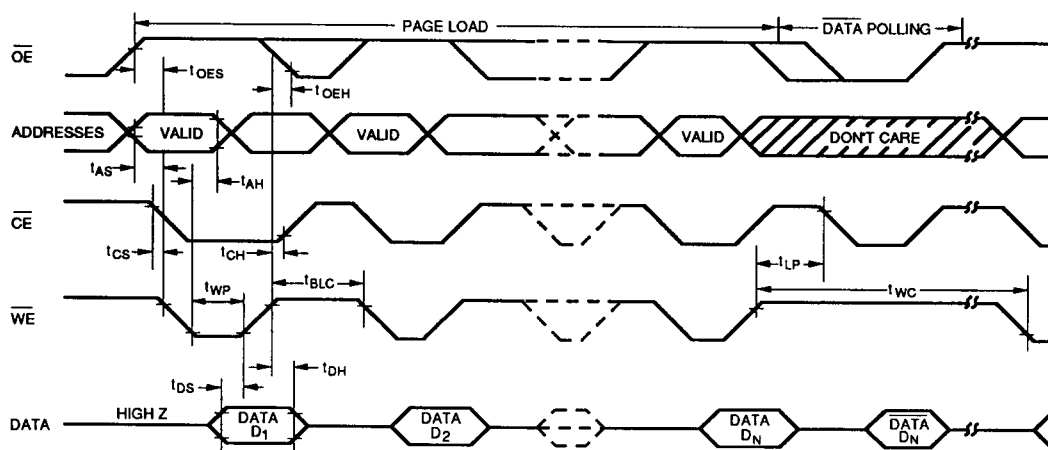 PAGE LOAD
DATA POLLING
OE
tOES
tOEH
ADDRESSES
VALID
VALID
VALID
DON'T CARE
tAS
tAH
CE
tCS
tCH
tLP
tWP
tBLC
tWC
WE
tDS
tDH
DATA
HIGH Z
DATA D1
DATA D2
DATA DN
DATA DN